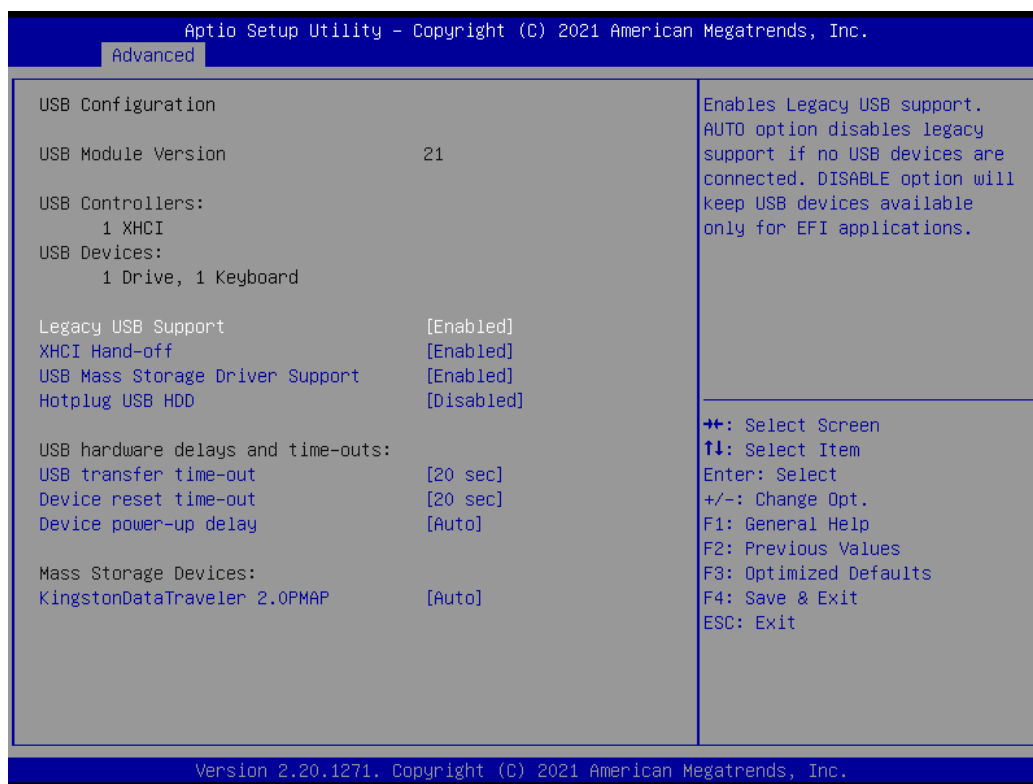 Aptio Setup Utility – Copyright (C) 2021 American Megatrends, Inc.
Advanced
USB Configuration
USB Module Version 21
USB Controllers:
1 XHCI
USB Devices:
1 Drive, 1 Keyboard
Legacy USB Support [Enabled]
XHCI Hand-off [Enabled]
USB Mass Storage Driver Support [Enabled]
Hotplug USB HDD [Disabled]
USB hardware delays and time-outs:
USB transfer time-out [20 sec]
Device reset time-out [20 sec]
Device power-up delay [Auto]
Mass Storage Devices:
KingstonDataTraveler 2.0PMAP [Auto]
Enables Legacy USB support.
AUTO option disables legacy
support if no USB devices are
connected. DISABLE option will
keep USB devices available
only for EFI applications.
→←: Select Screen
↑↓: Select Item
Enter: Select
+/-: Change Opt.
F1: General Help
F2: Previous Values
F3: Optimized Defaults
F4: Save & Exit
ESC: Exit
Version 2.20.1271. Copyright (C) 2021 American Megatrends, Inc.